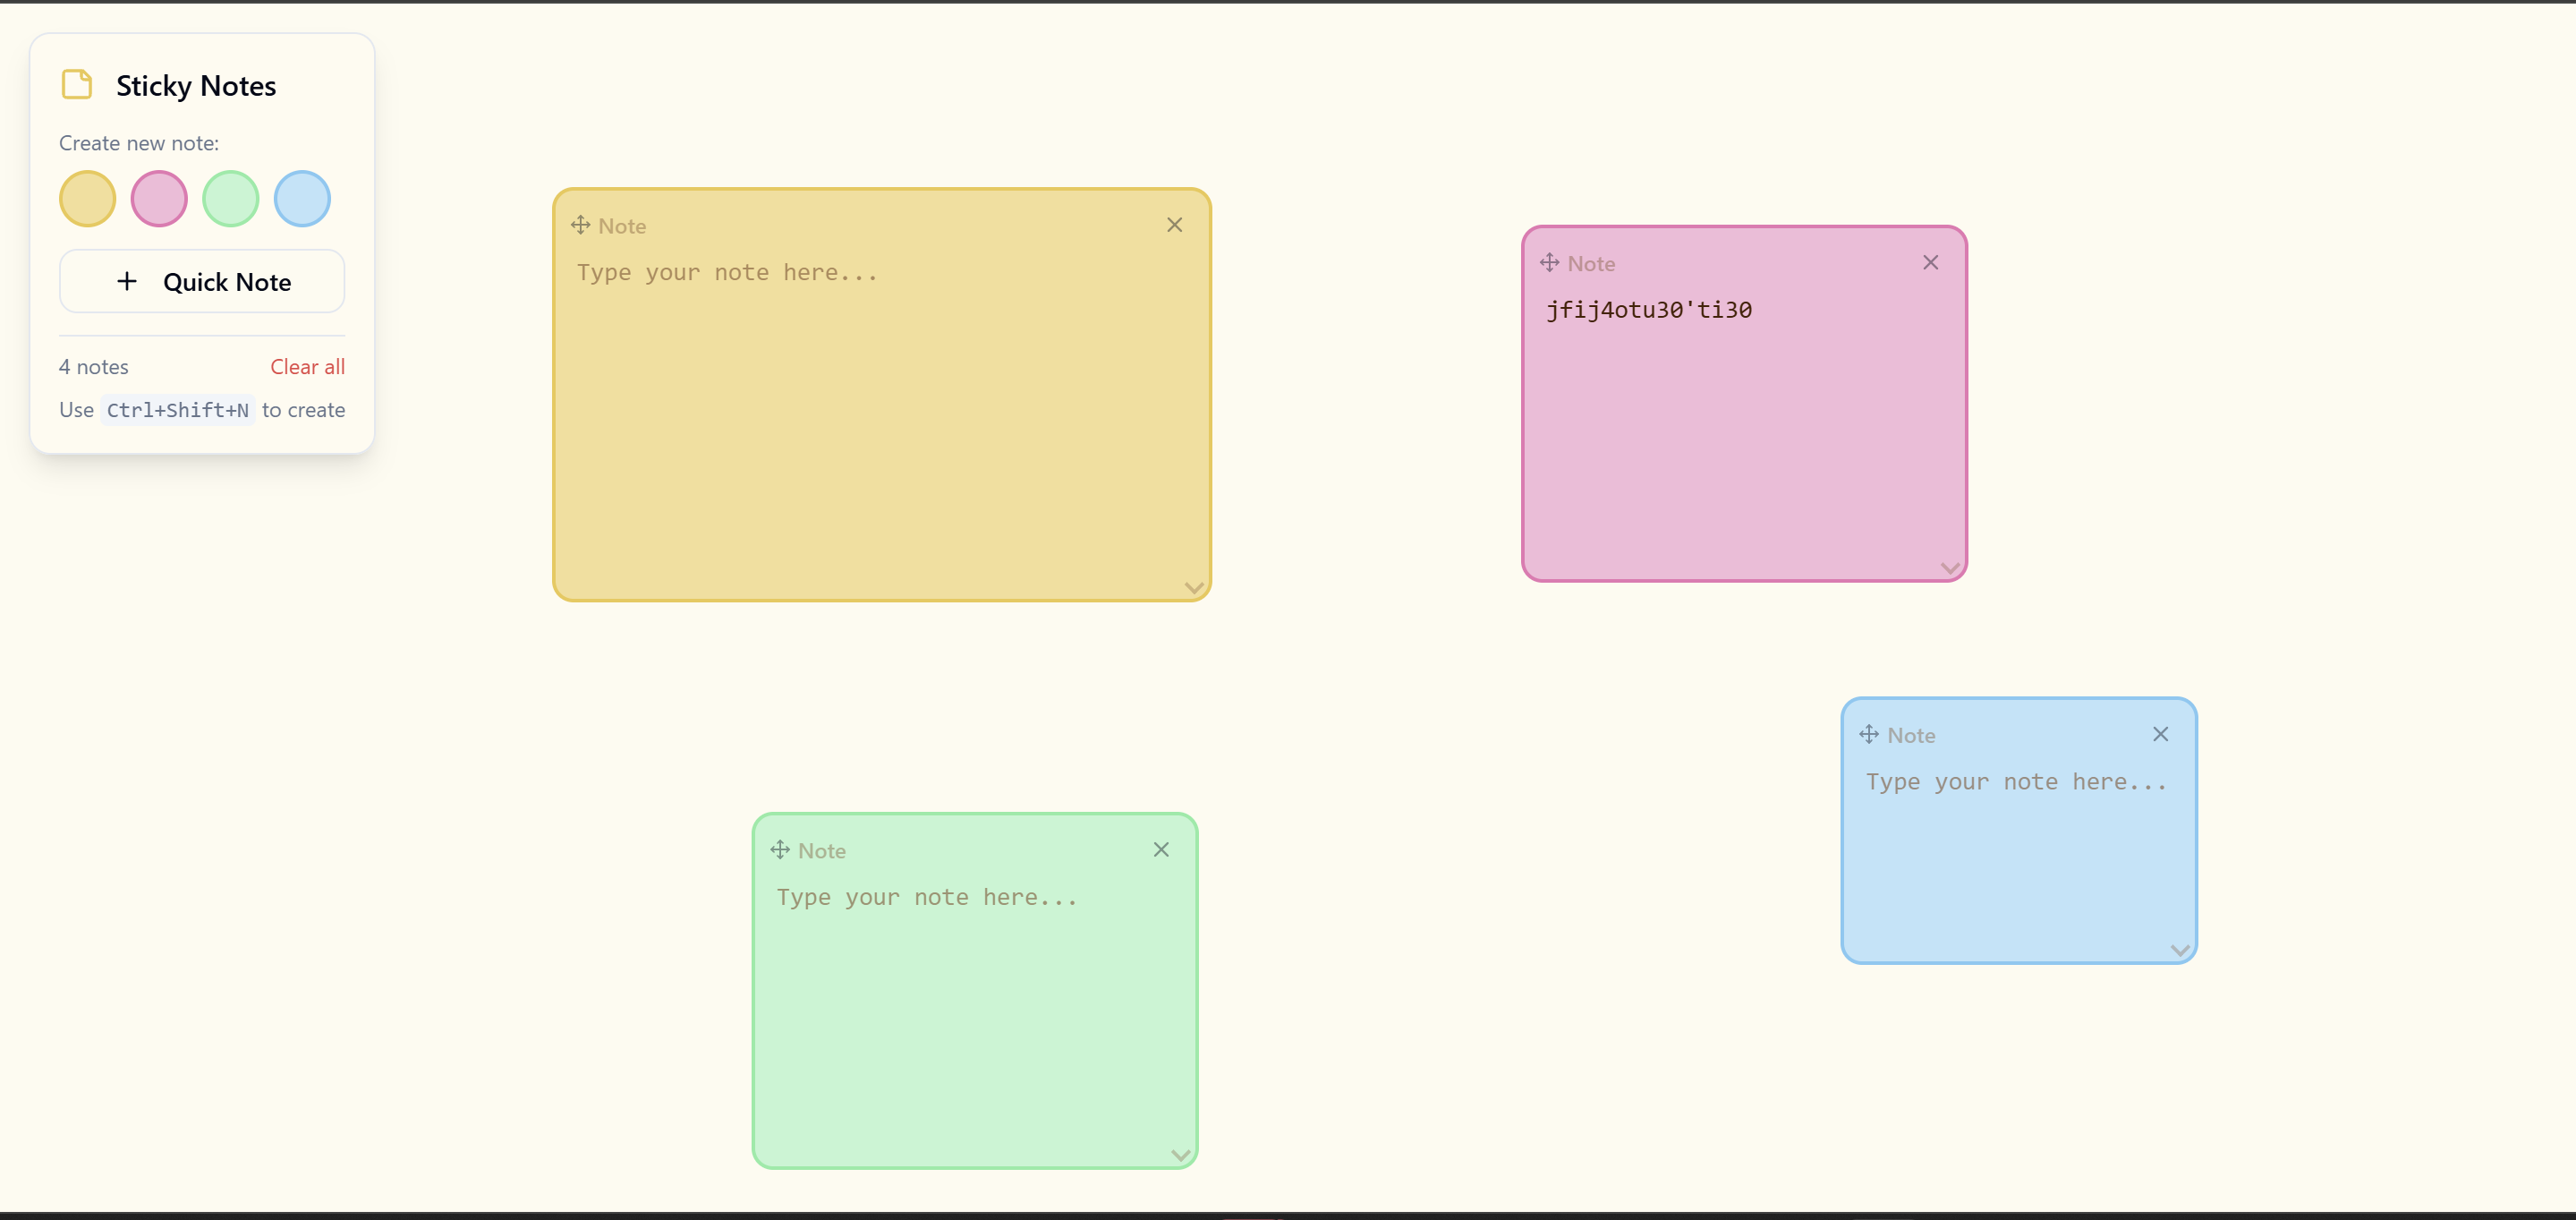 Sticky Notes
Create new note:
Quick Note
4 notes Clear all
Use Ctrl+Shift+N to create
Note
Type your note here...
Note
jfij4otu30'ti30
Note
Type your note here...
Note
Type your note here...